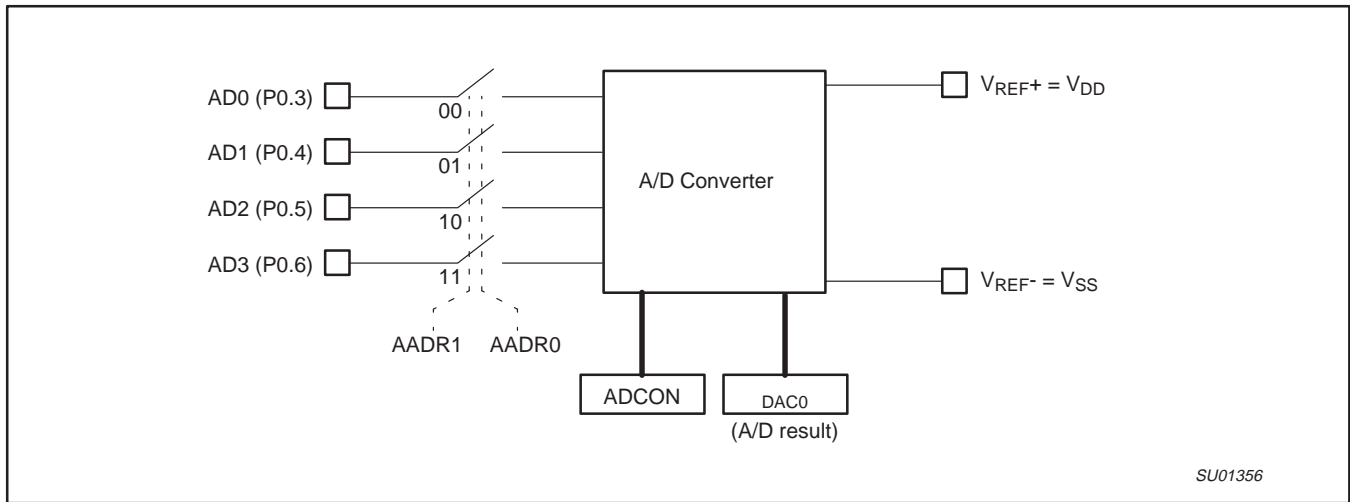 AD0 (P0.3)
00
AD1 (P0.4)
01
AD2 (P0.5)
10
AD3 (P0.6)
11
AADR1 AADR0
A/D Converter
VREF+ = VDD
VREF- = VSS
ADCON
DAC0
(A/D result)
SU01356